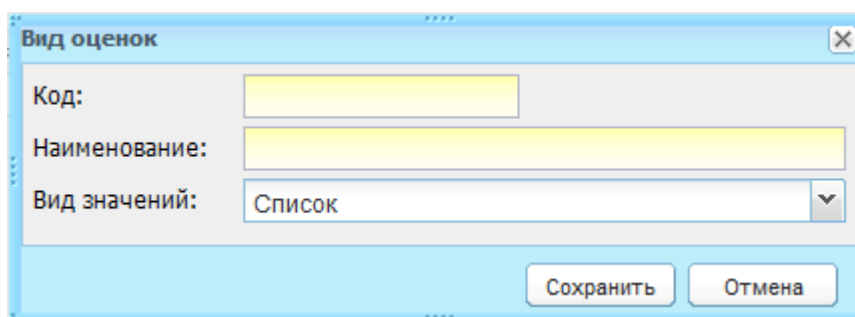 Вид оценок
Код:
Наименование:
Вид значений: Список
Сохранить Отмена